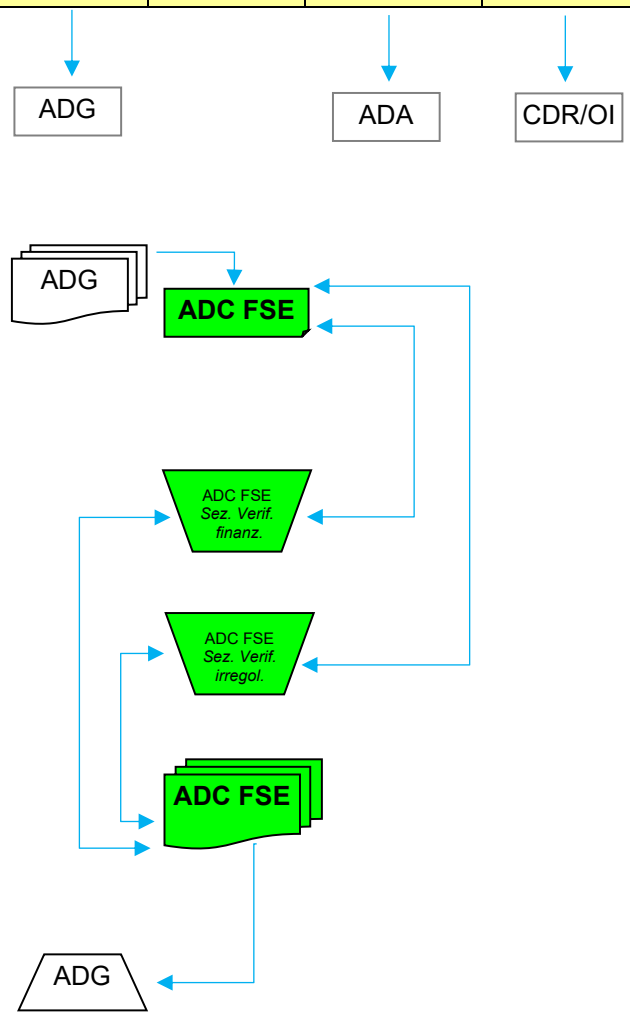 ADG
ADA
CDR/OI
ADG
ADC FSE
ADC FSE
Sez. Verif.
finanz.
ADC FSE
Sez. Verif.
irregol.
ADC FSE
ADG